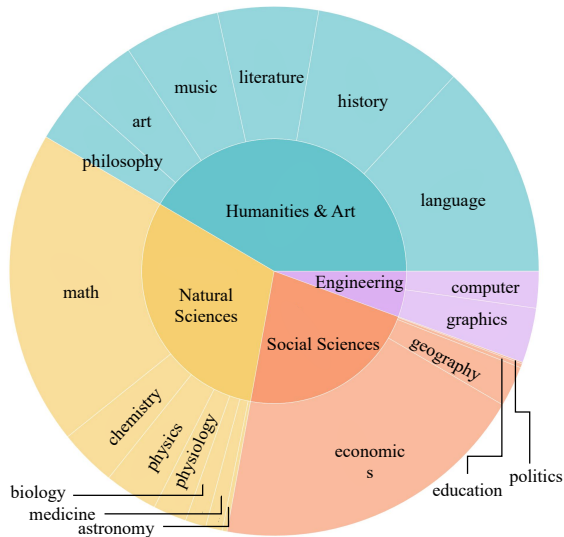 literature
music
history
art
philosophy
language
Humanities & Art
math
Natural
Sciences
Engineering
computer
graphics
Social Sciences
geography
chemistry
physics
physiology
economic
s
biology
medicine
astronomy
education
politics